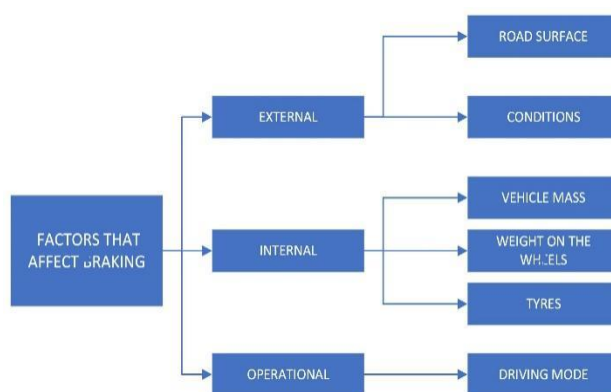 ROAD SURFACE
EXTERNAL
CONDITIONS
VEHICLE MASS
FACTORS THAT
AFFECT BRAKING
INTERNAL
WEIGHT ON THE
WHEELS
TYRES
OPERATIONAL
DRIVING MODE